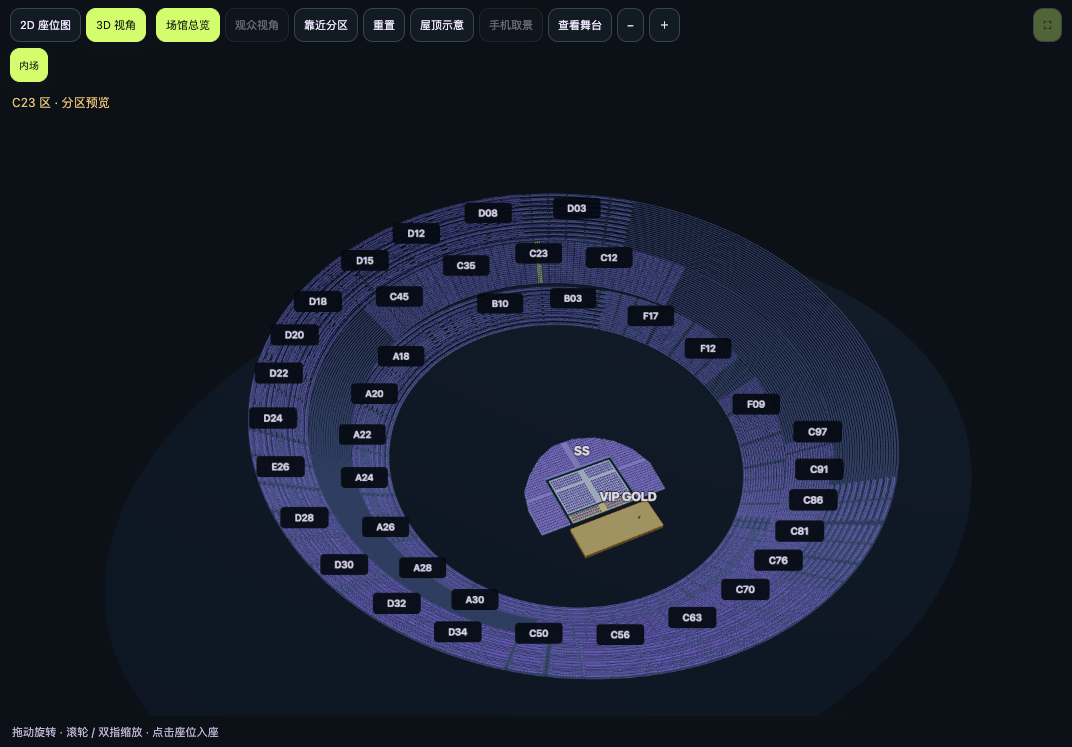 2D 座位图 3D 视角 场馆总览 观众视角 靠近分区 重置 屋顶示意 手机取景 查看舞台 − +
内场
C23 区 · 分区预览
D08 D03
D12
D15 C35 C23 C12
D18 C45 B10 B03
F17
D20
A18 F12
D22
A20 F09
D24 A22 C97
SS
E26 A24 C91
VIP GOLD C86
D28 A26 C81
D30 A28 C76
D32 A30 C70
C63
D34 C50 C56
拖动旋转 · 滚轮 / 双指缩放 · 点击座位入座